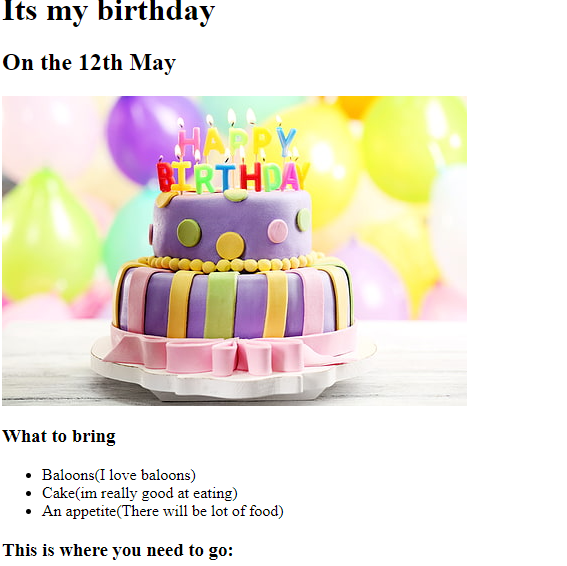 Its my birthday
On the 12th May
HAPPY
BIRTHDAY
What to bring
Baloons(I love baloons)
Cake(im really good at eating)
An appetite(There will be lot of food)
This is where you need to go: